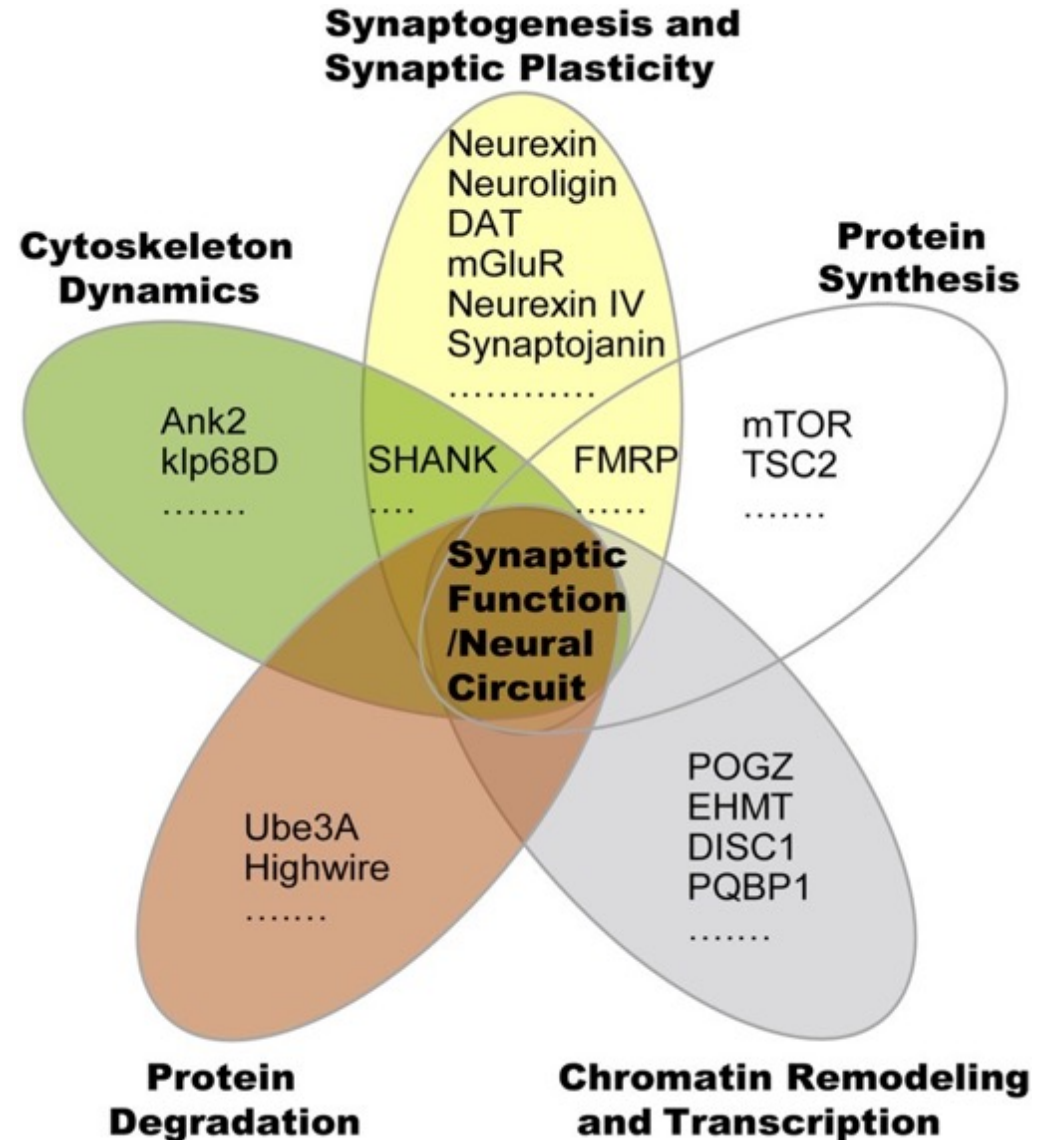 Synaptogenesis and
Synaptic Plasticity
Neurexin
Neuroligin
DAT
mGluR
Neurexin IV
Synaptojanin
............
Cytoskeleton
Dynamics
Ank2
klp68D
.......
SHANK
....
FMRP
......
Protein
Synthesis
mTOR
TSC2
.......
Synaptic
Function
/Neural
Circuit
Ube3A
Highwire
.......
POGZ
EHMT
DISC1
PQBP1
.......
Protein
Degradation
Chromatin Remodeling
and Transcription